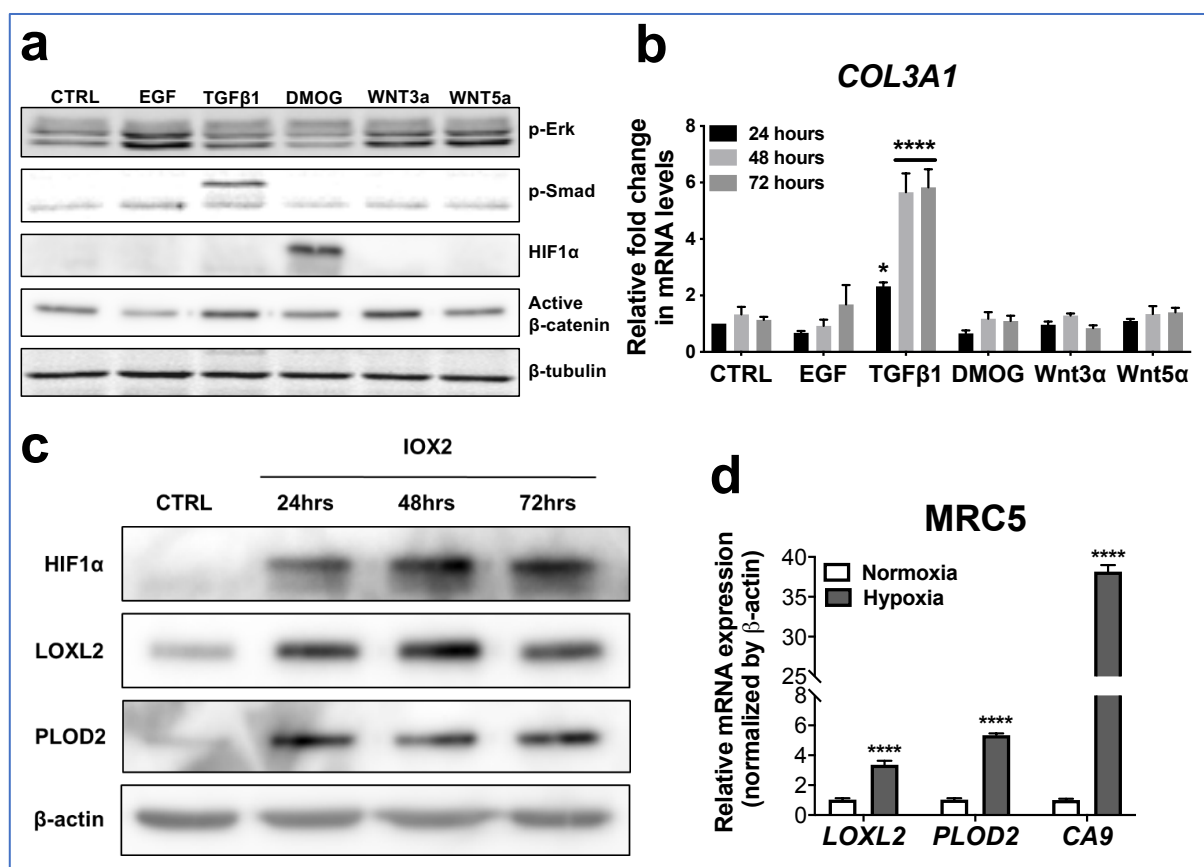 a
CTRL EGF TGFβ1 DMOG WNT3a WNT5a
p-Erk
p-Smad
HIF1α
Active
β-catenin
β-tubulin
b
COL3A1
Relative fold change
in mRNA levels
8
6
4
2
0
24 hours
48 hours
72 hours
*
****
CTRL EGF TGFβ1 DMOG Wnt3α Wnt5α
c
IOX2
CTRL 24hrs 48hrs 72hrs
HIF1α
LOXL2
PLOD2
β-actin
d
MRC5
Relative mRNA expression
(normalized by β-actin)
40
35
30
25
8
6
4
2
0
Normoxia
Hypoxia
****
****
****
LOXL2 PLOD2 CA9